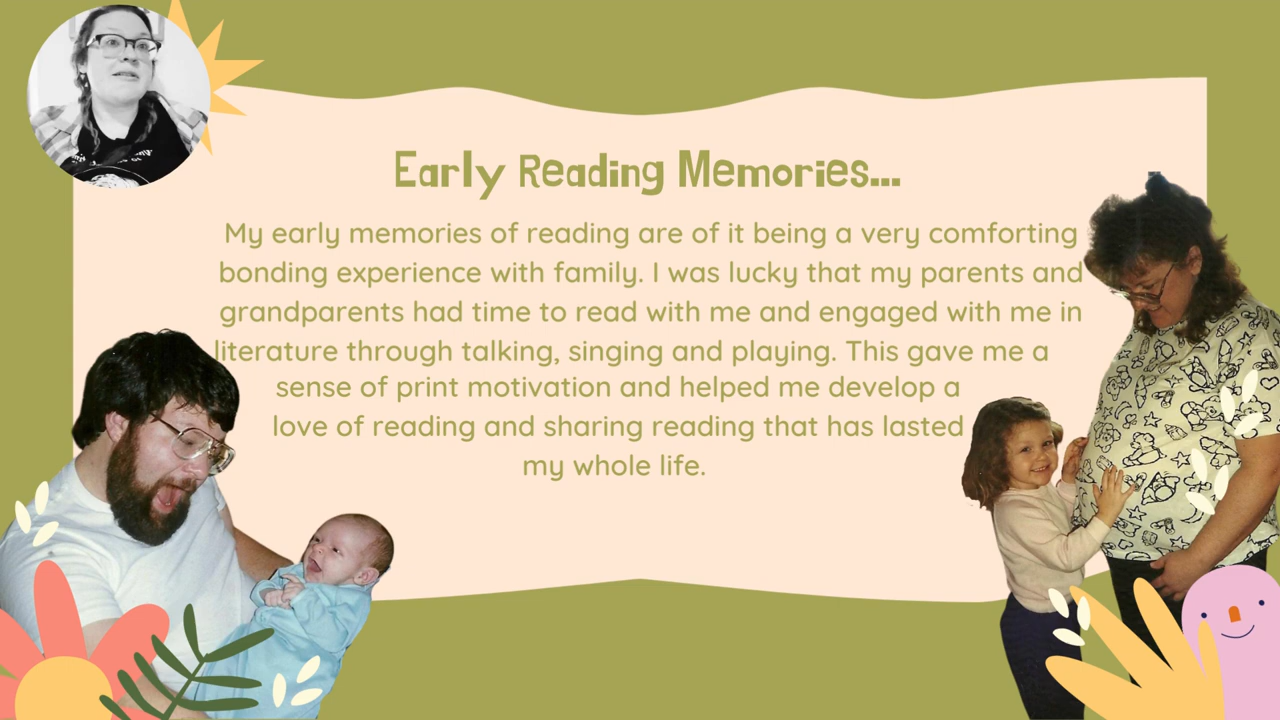 Early Reading Memories...
My early memories of reading are of it being a very comforting
bonding experience with family. I was lucky that my parents and
grandparents had time to read with me and engaged with me in
literature through talking, singing and playing. This gave me a
sense of print motivation and helped me develop a
love of reading and sharing reading that has lasted
my whole life.